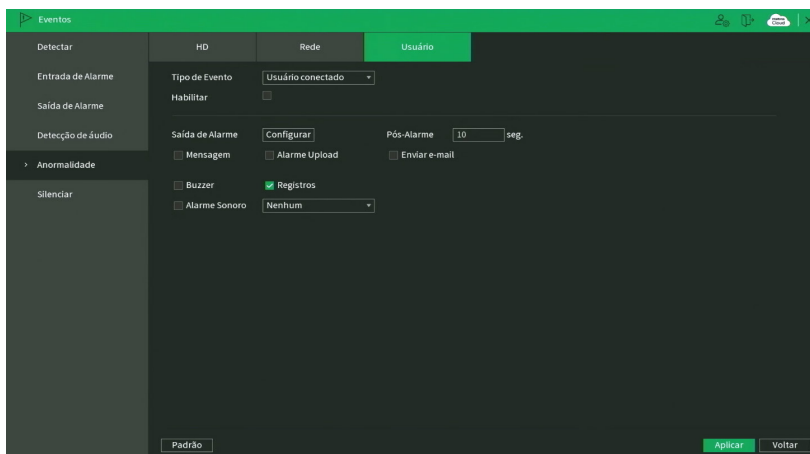 Eventos
Cloud
Detectar
Entrada de Alarme
Saída de Alarme
Detecção de áudio
Anormalidade
Silenciar
HD
Rede
Usuário
Tipo de Evento
Usuário conectado
Habilitar
Saída de Alarme
Configurar
Pós-Alarme
10
seg.
Mensagem
Alarme Upload
Enviar e-mail
Buzzer
Registros
Alarme Sonoro
Nenhum
Padrão
Aplicar
Voltar